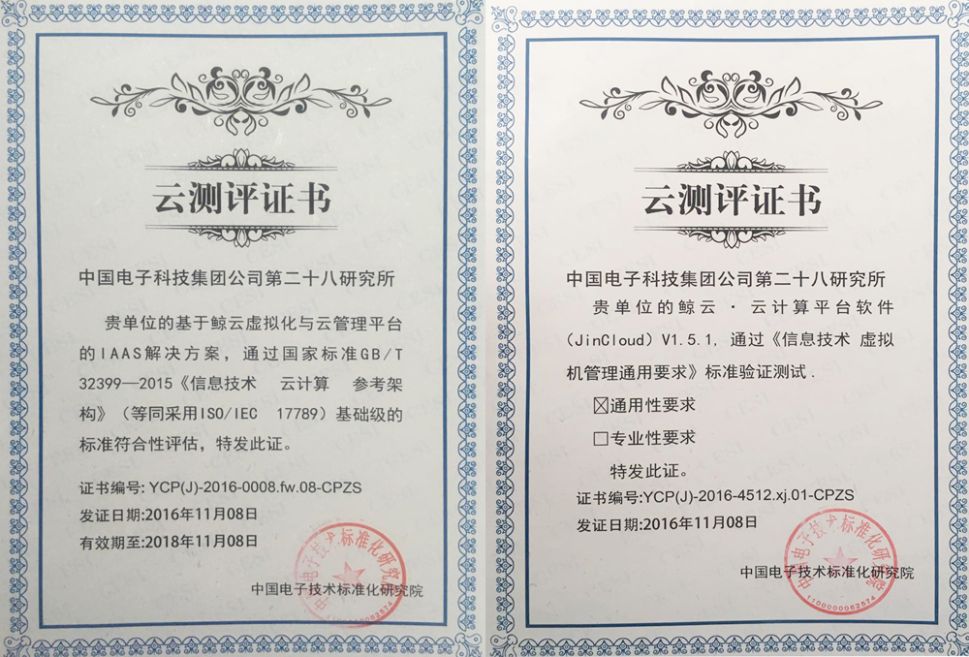 云测评证书
中国电子科技集团公司第二十八研究所
贵单位的基于鲸云虚拟化与云管理平台
的IAAS解决方案，通过国家标准GB/T
32399—2015《信息技术 云计算 参考架
构》（等同采用ISO/IEC 17789）基础级的
标准符合性评估，特发此证。
证书编号: YCP(J)-2016-0008.fw.08-CPZS
发证日期:2016年11月08日
有效期至:2018年11月08日
中国电子技术标准化研究院
云测评证书
中国电子科技集团公司第二十八研究所
贵单位的鲸云 · 云计算平台软件
（JinCloud）V1.5.1, 通过《信息技术 虚拟
机管理通用要求》标准验证测试.
☒通用性要求
☐专业性要求
特发此证。
证书编号:YCP(J)-2016-4512.xj.01-CPZS
发证日期:2016年11月08日
中国电子技术标准化研究院